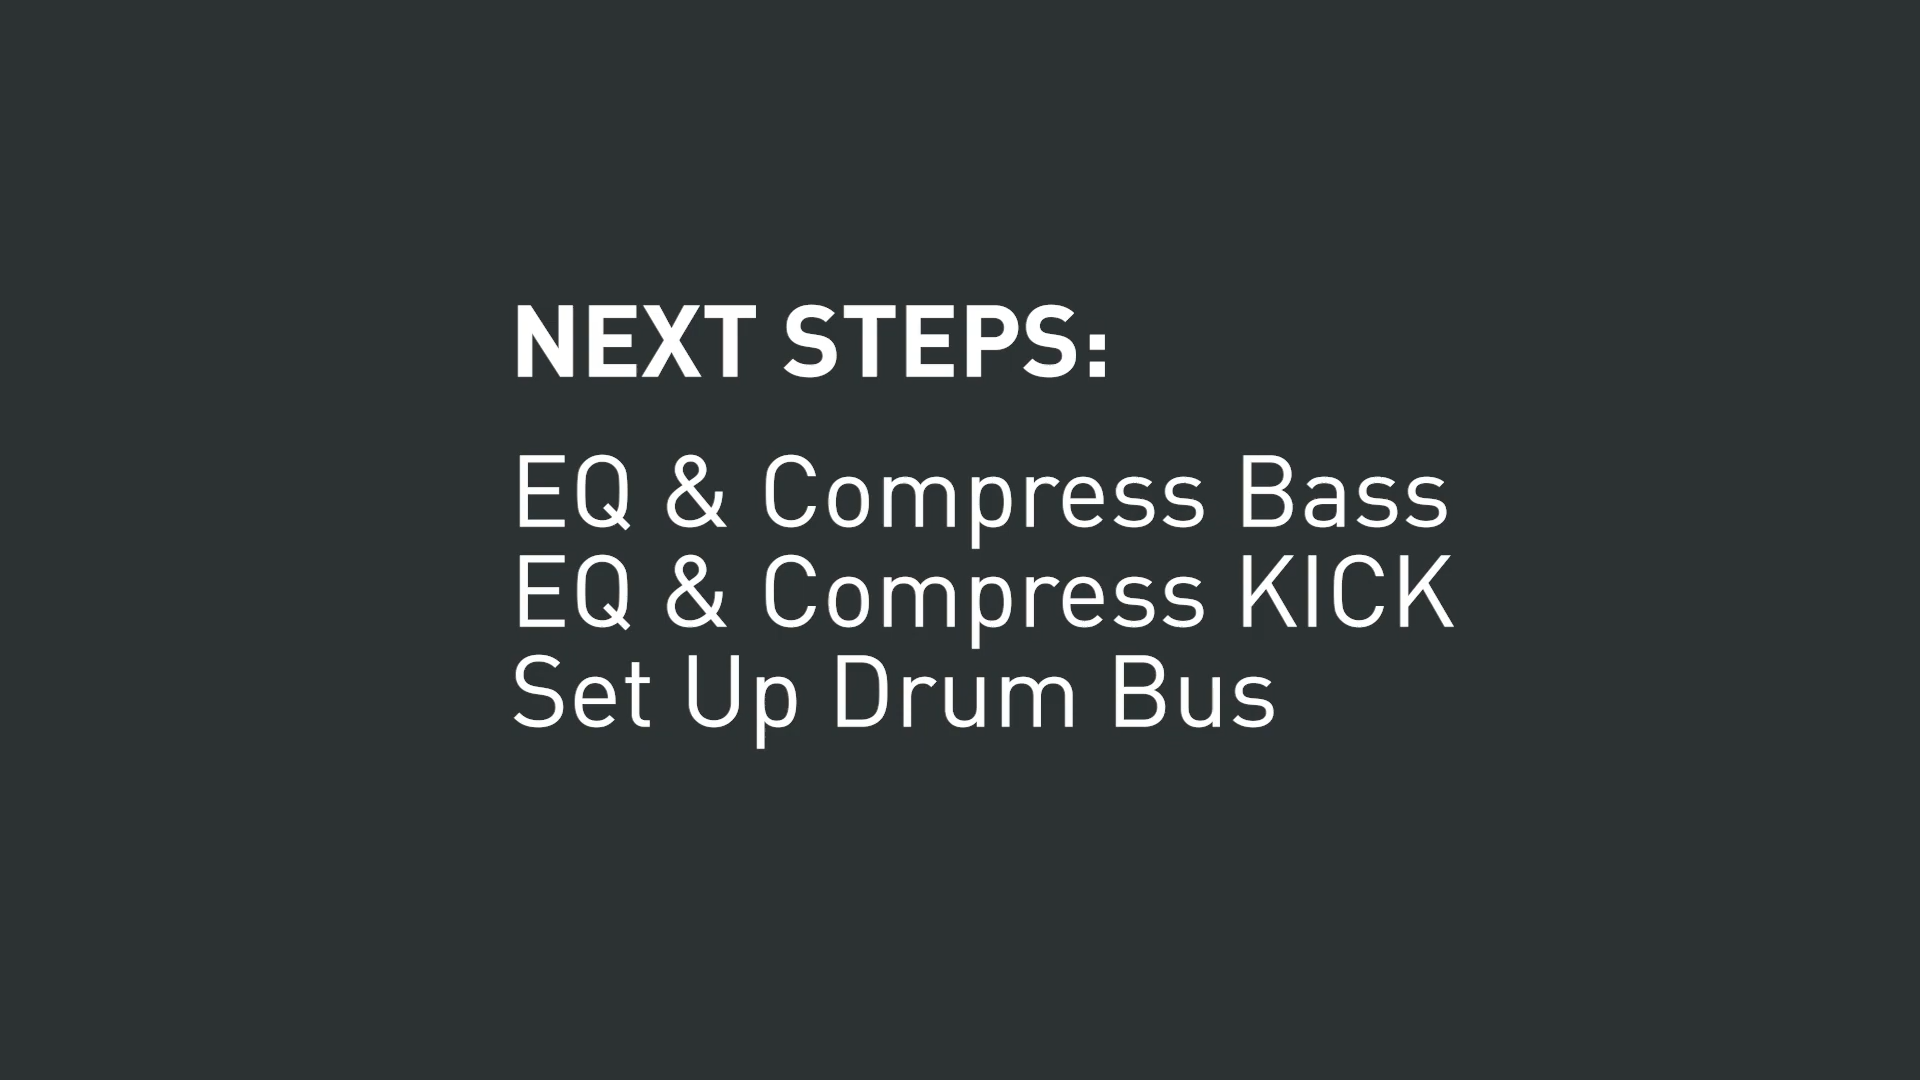 NEXT STEPS:
EQ & Compress Bass
EQ & Compress KICK
Set Up Drum Bus